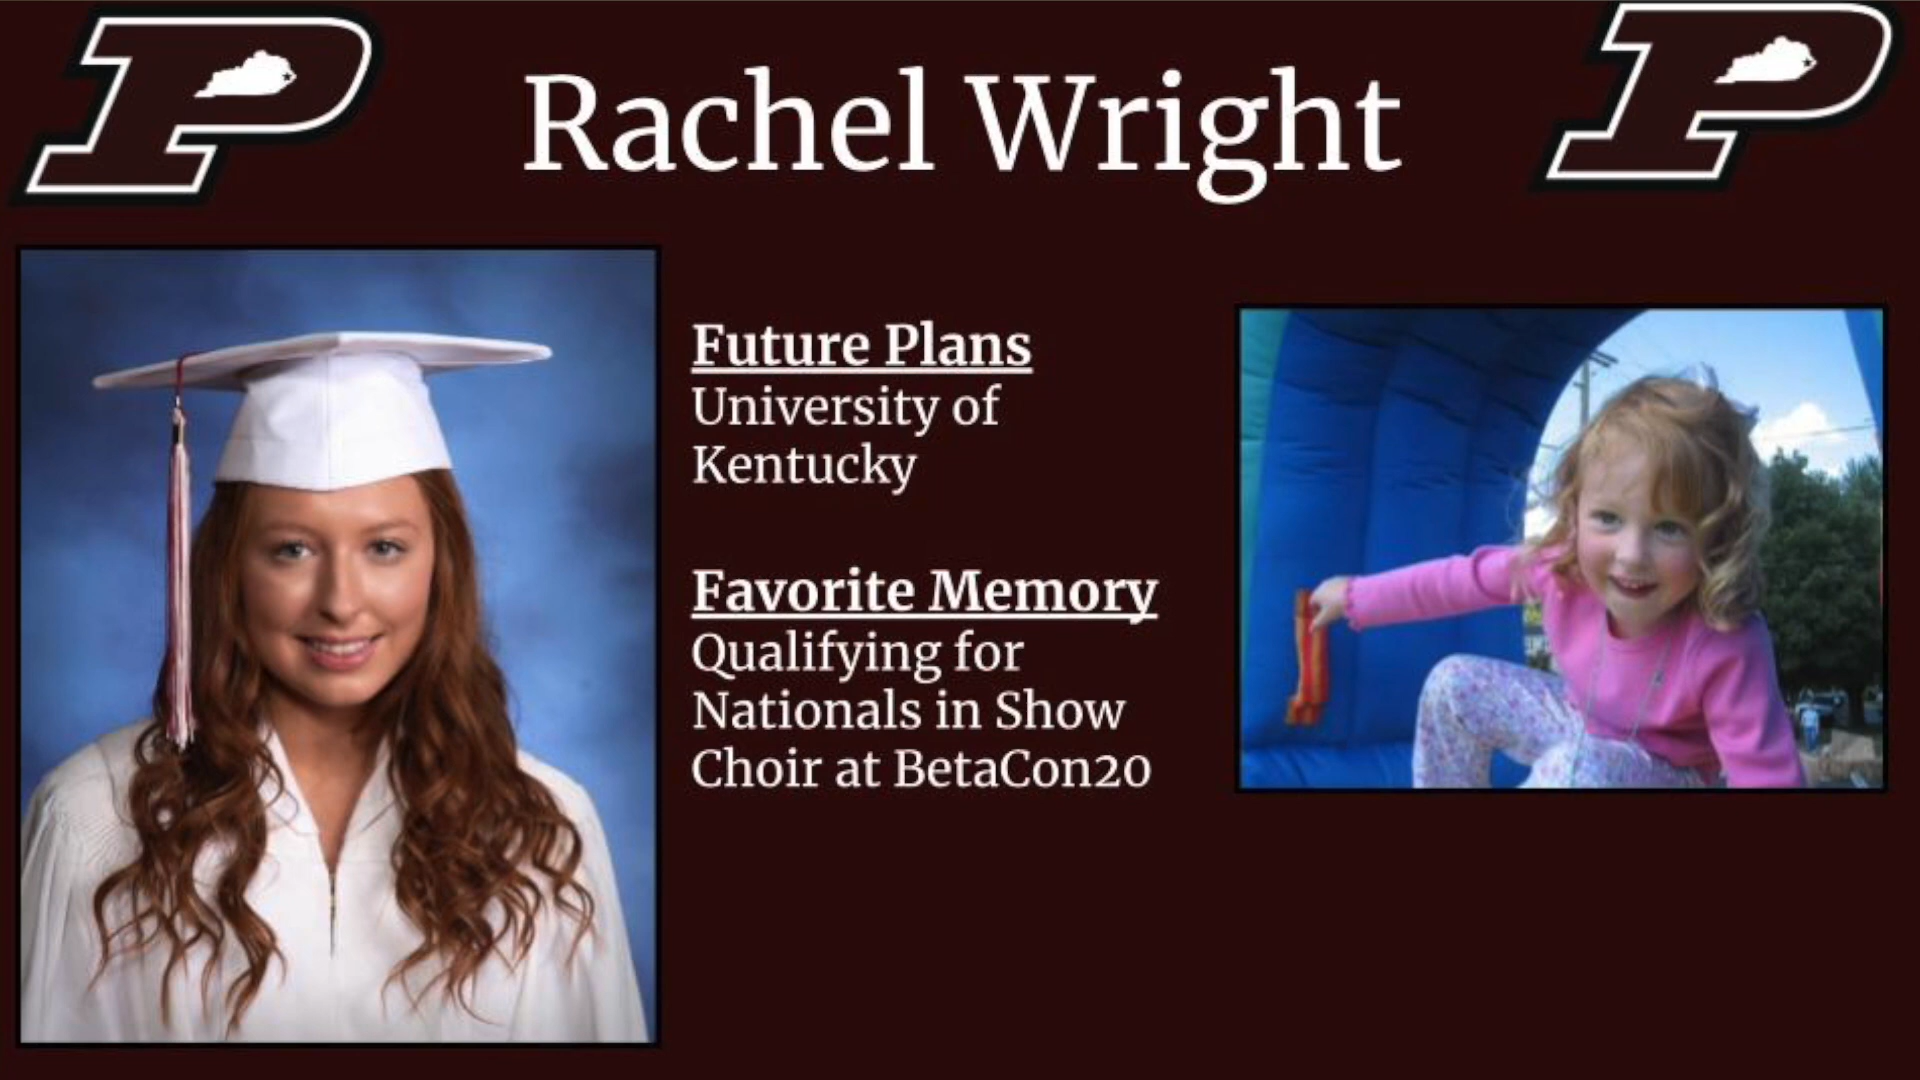 P
Rachel Wright
P
Future Plans
University of
Kentucky
Favorite Memory
Qualifying for
Nationals in Show
Choir at BetaCon20